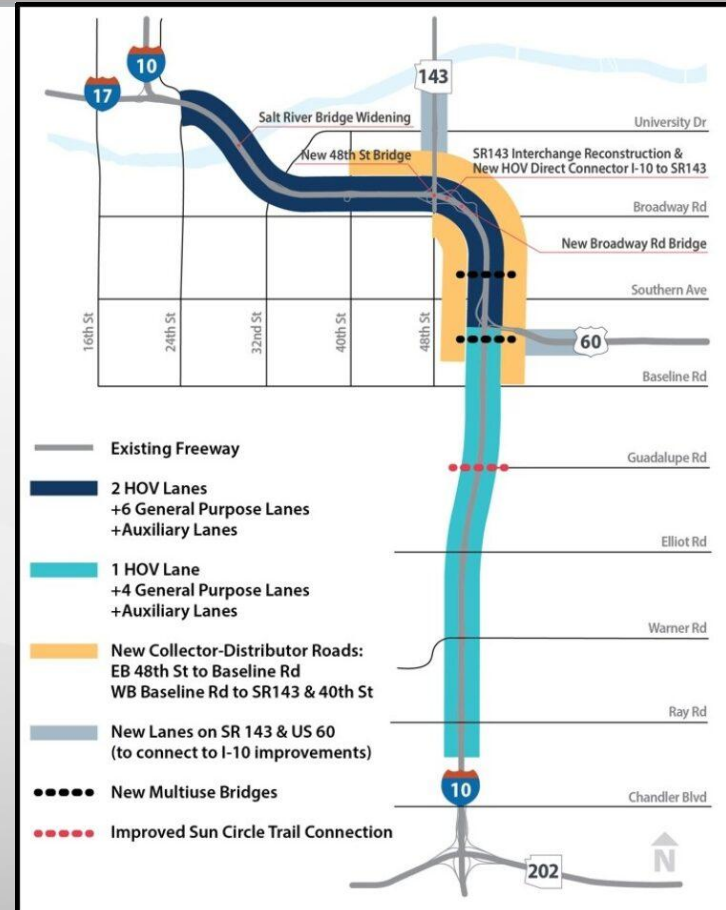 10
17
143
Salt River Bridge Widening
University Dr
New 48th St Bridge
SR143 Interchange Reconstruction &
New HOV Direct Connector I-10 to SR143
Broadway Rd
New Broadway Rd Bridge
Southern Ave
16th St
24th St
32nd St
40th St
48th St
60
Baseline Rd
Existing Freeway
Guadalupe Rd
2 HOV Lanes
+6 General Purpose Lanes
+Auxiliary Lanes
Elliot Rd
1 HOV Lane
+4 General Purpose Lanes
+Auxiliary Lanes
Warner Rd
New Collector-Distributor Roads:
EB 48th St to Baseline Rd
WB Baseline Rd to SR143 & 40th St
Ray Rd
New Lanes on SR 143 & US 60
(to connect to I-10 improvements)
10
New Multiuse Bridges
Chandler Blvd
Improved Sun Circle Trail Connection
N
202